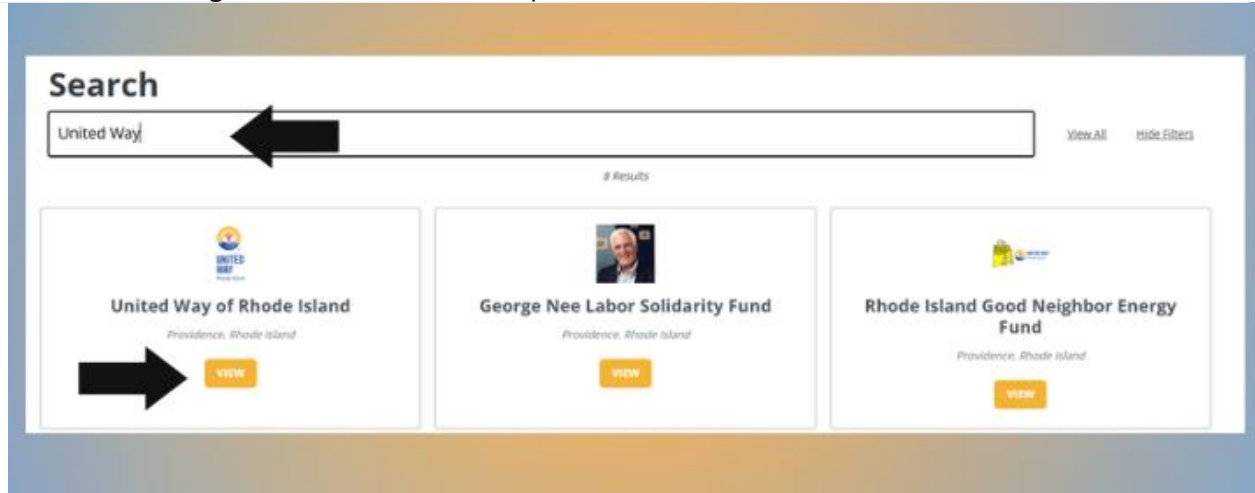 Search
United Way
View All Hide Filters
8 Results
UNITED
WAY
United Way of Rhode Island
Providence, Rhode Island
VIEW
George Nee Labor Solidarity Fund
Providence, Rhode Island
VIEW
Rhode Island Good Neighbor Energy
Fund
Providence, Rhode Island
VIEW